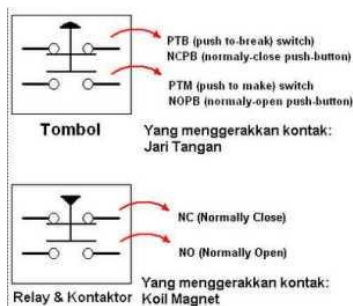 PTB (push to-break) switch)
NCPB (normaly-close push-button)
PTM (push to make) switch
NOPB (normaly-open push-button)
Tombol
Yang menggerakkan kontak:
Jari Tangan
NC (Normally Close)
NO (Normally Open)
Relay & Kontaktor
Yang menggerakkan kontak:
Koil Magnet